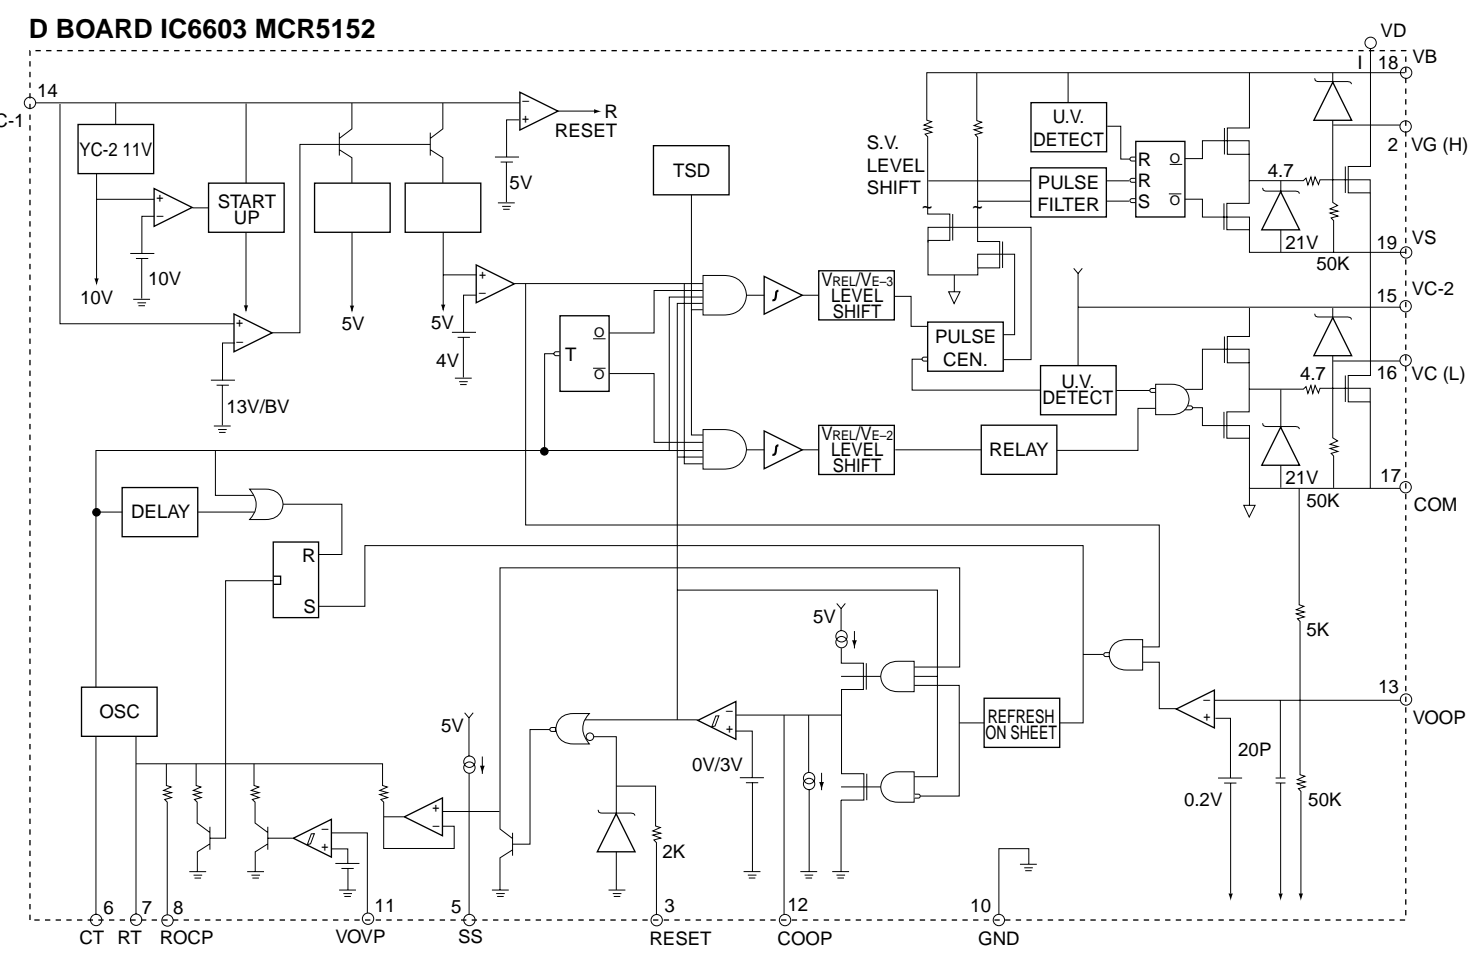 D BOARD IC6603 MCR5152
VD
1 18 VB
14
C-1
YC-2 11V
R
RESET
5V
START
UP
10V
10V
5V
5V
4V
13V/BV
TSD
S.V.
LEVEL
SHIFT
U.V.
DETECT
PULSE
FILTER
R
R
S
O
O
4.7
21V
50K
2 VG (H)
19 VS
VREL/VE–3
LEVEL
SHIFT
PULSE
CEN.
T
O
O
U.V.
DETECT
15 VC-2
4.7
16 VC (L)
VREL/VE–2
LEVEL
SHIFT
RELAY
21V
50K
17
COM
DELAY
R
S
5V
5K
OSC
5V
0V/3V
REFRESH
ON SHEET
13
VOOP
20P
0.2V
50K
2K
6
CT
7
RT
8
ROCP
11
VOVP
5
SS
3
RESET
12
COOP
10
GND